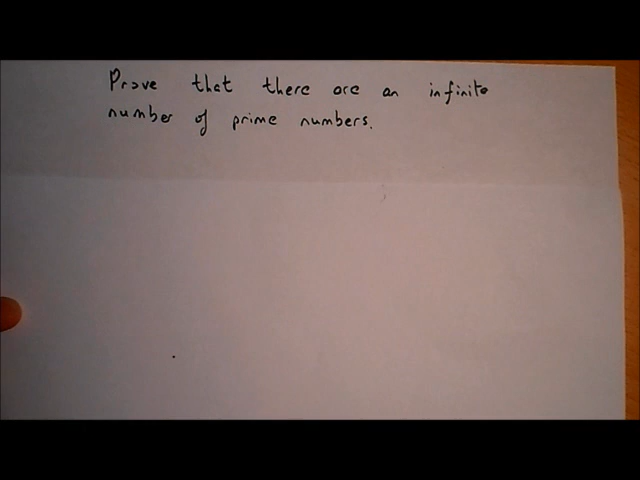 Prove that there are an infinite
number of prime numbers.